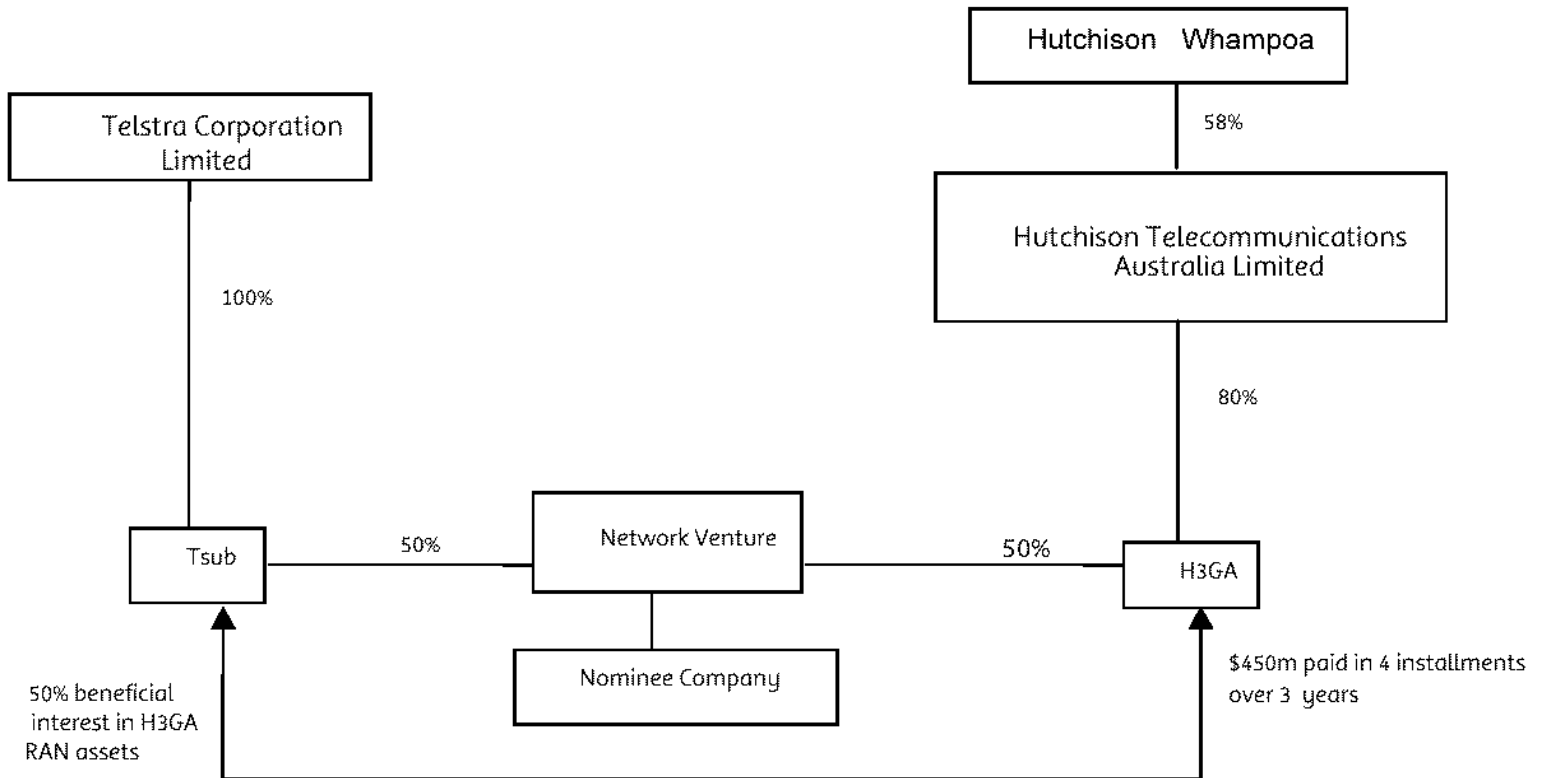 Hutchison Whampoa
58%
Telstra Corporation
Limited
Hutchison Telecommunications
Australia Limited
100%
80%
Tsub
50%
Network Venture
50%
H3GA
Nominee Company
50% beneficial
interest in H3GA
RAN assets
$450m paid in 4 installments
over 3 years